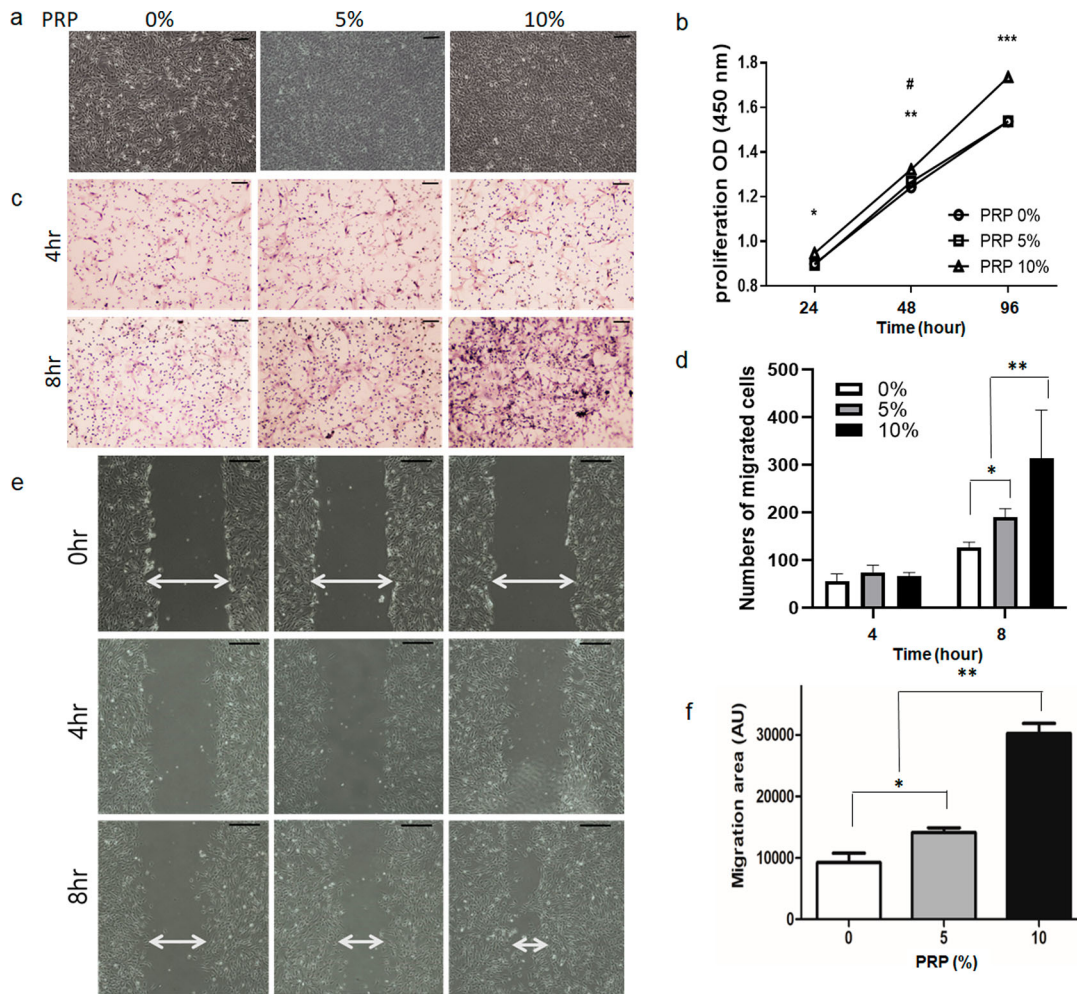 a
PRP 0% 5% 10%
b
proliferation OD (450 nm)
1.8
1.6
1.4
1.2
1.0
0.8
*
#
**
***
PRP 0%
PRP 5%
PRP 10%
24 48 96
Time (hour)
c
4hr
8hr
d
Numbers of migrated cells
500
400
300
200
100
0
0%
5%
10%
*
**
4 8
Time (hour)
e
0hr
4hr
8hr
f
Migration area (AU)
30000
20000
10000
0
*
**
0 5 10
PRP (%)